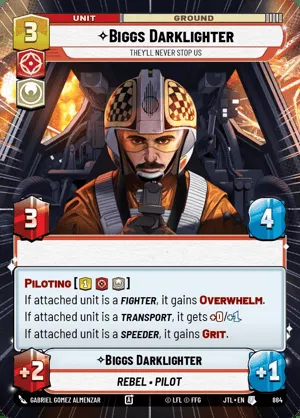 UNIT GROUND
3
✧BIGGS DARKLIGHTER
THEY'LL NEVER STOP US
3 4
PILOTING [1]
If attached unit is a FIGHTER, it gains OVERWHELM.
If attached unit is a TRANSPORT, it gets 0/1.
If attached unit is a SPEEDER, it gains GRIT.
✧BIGGS DARKLIGHTER
REBEL • PILOT
+2 +1
GABRIEL GOMEZ ALMENZAR © LFL © FFG JTL • EN 884